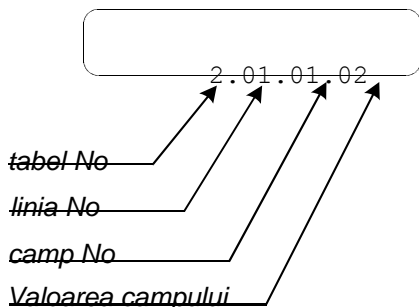 2.01.01.02
tabel No
linia No
camp No
Valoarea campului